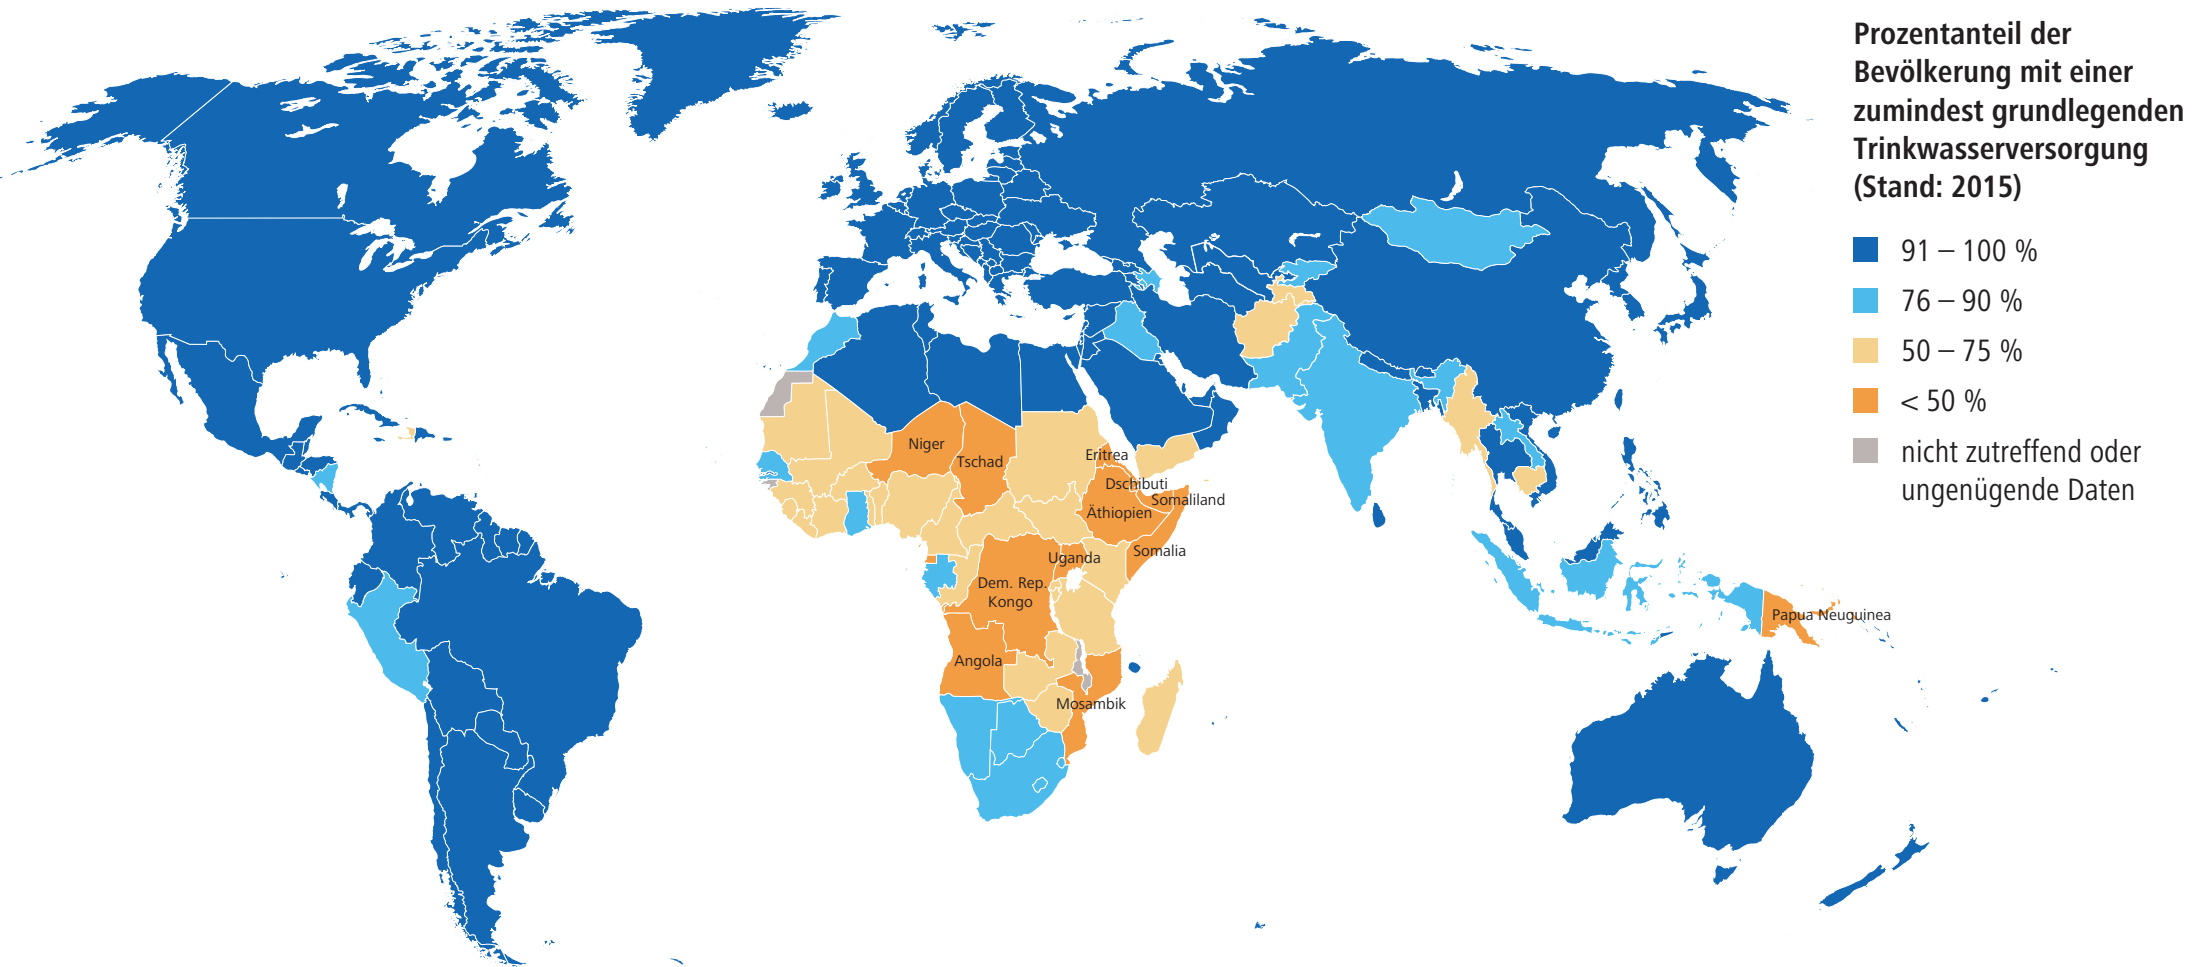 Prozentanteil der
Bevölkerung mit einer
zumindest grundlegenden
Trinkwasserversorgung
(Stand: 2015)
91 – 100 %
76 – 90 %
50 – 75 %
< 50 %
nicht zutreffend oder
ungenügende Daten
Niger
Tschad
Eritrea
Dschibuti
Somaliland
Äthiopien
Somalia
Uganda
Dem. Rep.
Kongo
Angola
Mosambik
Papua Neuguinea